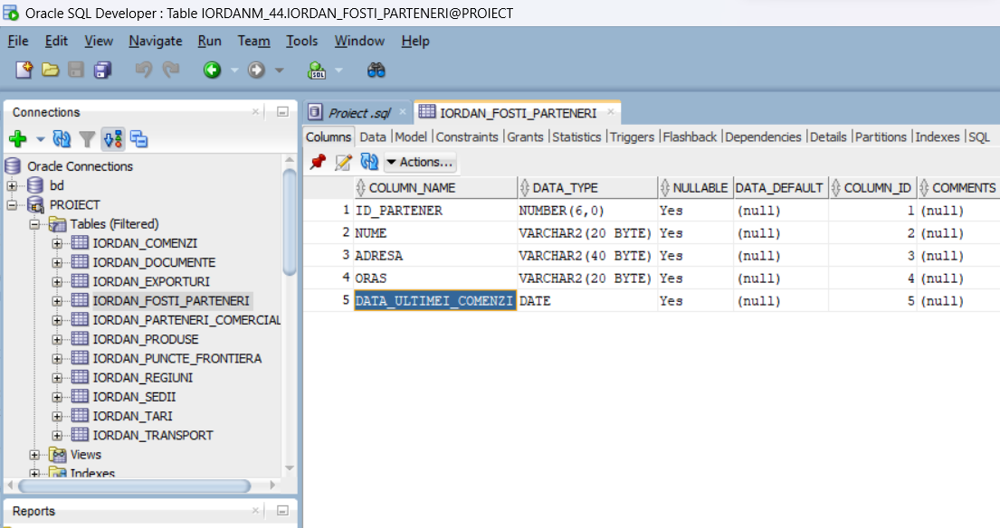 Oracle SQL Developer : Table IORDANM_44.IORDAN_FOSTI_PARTENERI@PROIECT
File Edit View Navigate Run Team Tools Window Help
SQL
Connections
Oracle Connections
bd
PROIECT
Tables (Filtered)
IORDAN_COMENZI
IORDAN_DOCUMENTE
IORDAN_EXPORTURI
IORDAN_FOSTI_PARTENERI
IORDAN_PARTENERI_COMERCIAL
IORDAN_PRODUSE
IORDAN_PUNCTE_FRONTIERA
IORDAN_REGIUNI
IORDAN_SEDII
IORDAN_TARI
IORDAN_TRANSPORT
Views
Indexes
Reports
Proiect .sql IORDAN_FOSTI_PARTENERI
Columns Data Model Constraints Grants Statistics Triggers Flashback Dependencies Details Partitions Indexes SQL
Actions...
COLUMN_NAME DATA_TYPE NULLABLE DATA_DEFAULT COLUMN_ID COMMENTS
1 ID_PARTENER NUMBER(6,0) Yes (null) 1 (null)
2 NUME VARCHAR2(20 BYTE) Yes (null) 2 (null)
3 ADRESA VARCHAR2(40 BYTE) Yes (null) 3 (null)
4 ORAS VARCHAR2(20 BYTE) Yes (null) 4 (null)
5 DATA_ULTIMEI_COMENZI DATE Yes (null) 5 (null)